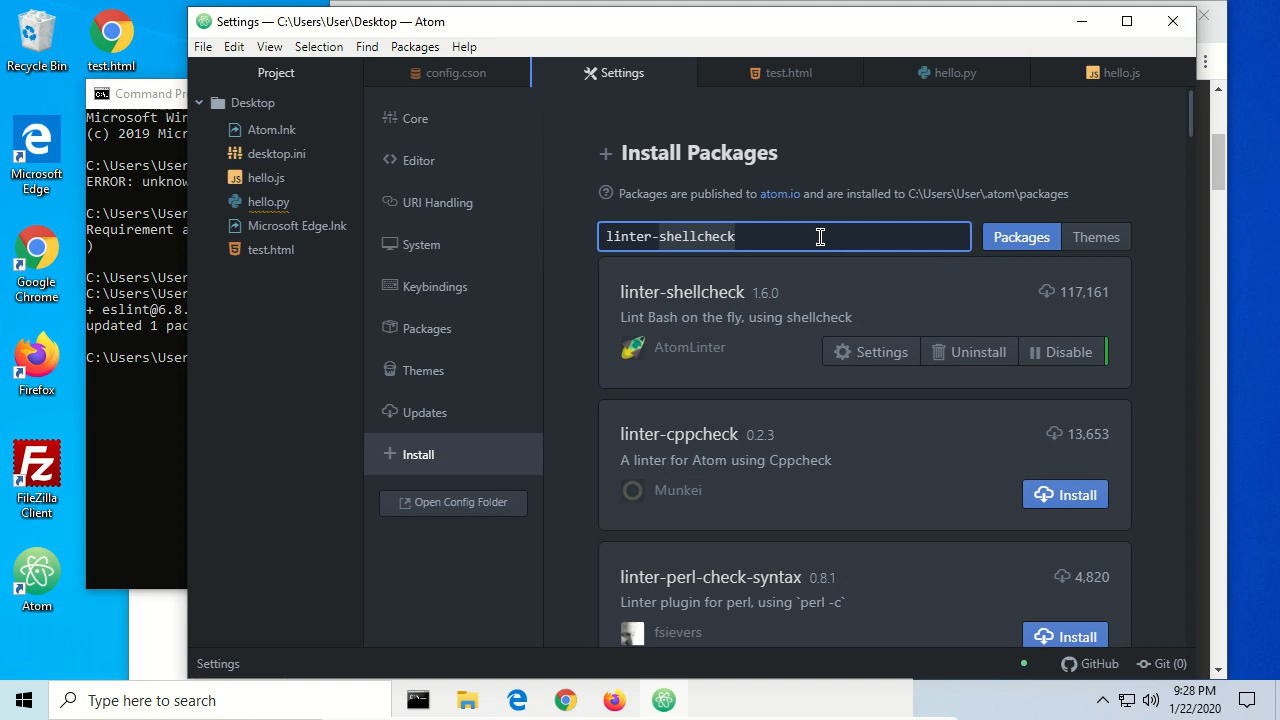 Settings — C:\Users\User\Desktop — Atom
File Edit View Selection Find Packages Help
Recycle Bin
test.html
Microsoft Edge
Google Chrome
Firefox
FileZilla Client
Atom
Command Pr
Microsoft Win
(c) 2019 Micr
C:\Users\User
ERROR: unknow
C:\Users\User
Requirement a
)
C:\Users\User
C:\Users\User
+ eslint@6.8.
updated 1 pac
C:\Users\User
Project
Desktop
Atom.lnk
desktop.ini
hello.js
hello.py
Microsoft Edge.lnk
test.html
config.cson Settings test.html hello.py hello.js
Core
Editor
URI Handling
System
Keybindings
Packages
Themes
Updates
Install
Open Config Folder
Install Packages
Packages are published to atom.io and are installed to C:\Users\User\.atom\packages
linter-shellcheck Packages Themes
linter-shellcheck 1.6.0 117,161
Lint Bash on the fly, using shellcheck
AtomLinter Settings Uninstall Disable
linter-cppcheck 0.2.3 13,653
A linter for Atom using Cppcheck
Munkei Install
linter-perl-check-syntax 0.8.1 4,820
Linter plugin for perl, using `perl -c`
fsievers Install
Settings GitHub Git (0)
Type here to search
9:28 PM
1/22/2020